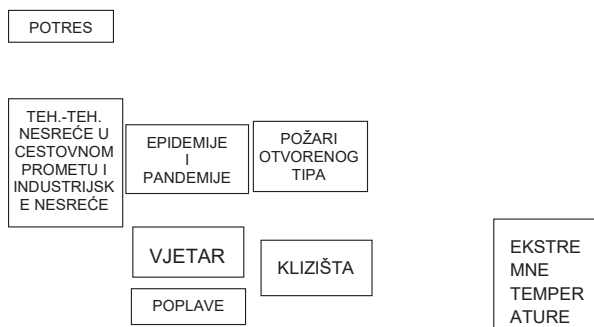 POTRES
TEH.-TEH.
NESREĆE U
CESTOVNOM
PROMETU I
INDUSTRIJSK
E NESREĆE
EPIDEMIJE
I
PANDEMIJE
POŽARI
OTVORENOG
TIPA
VJETAR
KLIZIŠTA
POPLAVE
EKSTRE
MNE
TEMPER
ATURE